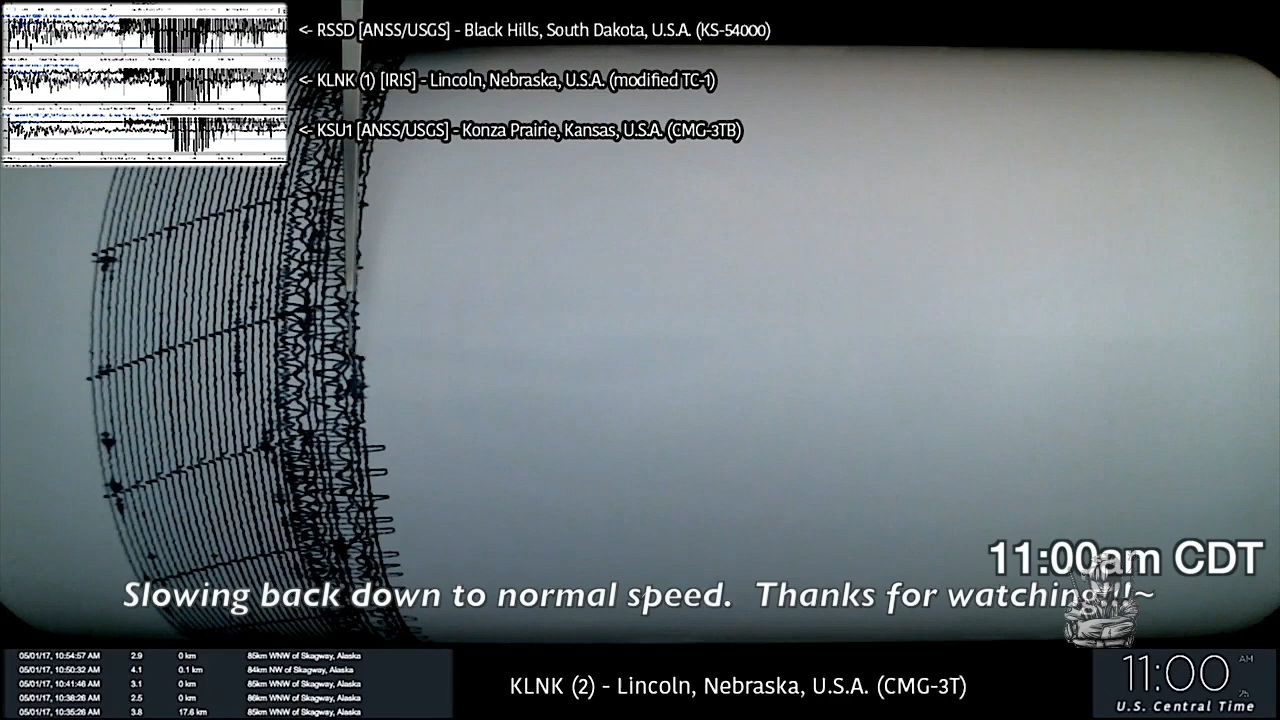 <- RSSD [ANSS/USGS] - Black Hills, South Dakota, U.S.A. (KS-54000)
<- KLNK (1) [IRIS] - Lincoln, Nebraska, U.S.A. (modified TC-1)
<- KSU1 [ANSS/USGS] - Konza Prairie, Kansas, U.S.A. (CMG-3TB)
11:00am CDT
Slowing back down to normal speed. Thanks for watching!!~
05/01/17, 10:54:57 AM 2.9 0 km 85km WNW of Skagway, Alaska
05/01/17, 10:50:32 AM 4.1 0.1 km 84km NW of Skagway, Alaska
05/01/17, 10:41:46 AM 3.1 0 km 85km WNW of Skagway, Alaska
05/01/17, 10:38:26 AM 2.5 0 km 86km WNW of Skagway, Alaska
05/01/17, 10:35:26 AM 3.8 17.6 km 85km WNW of Skagway, Alaska
KLNK (2) - Lincoln, Nebraska, U.S.A. (CMG-3T)
11:00 AM
U.S. Central Time